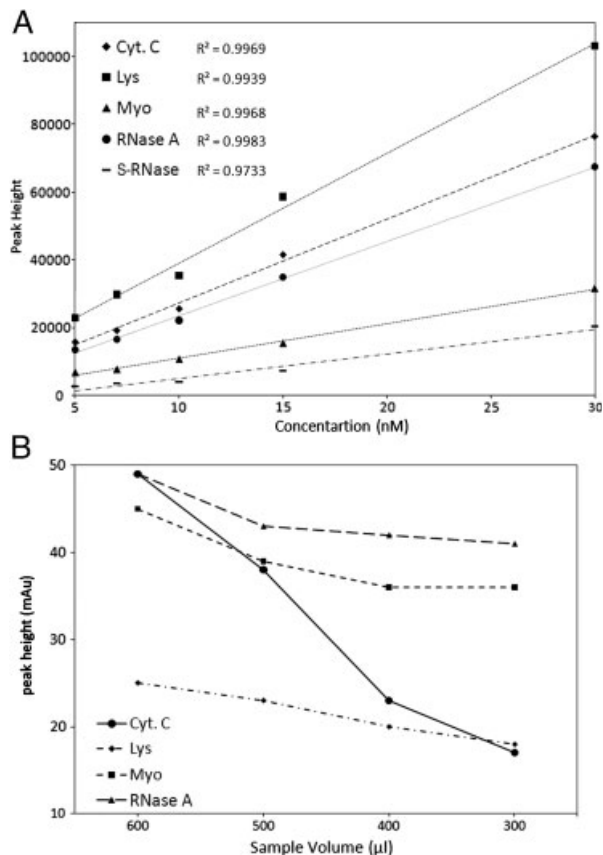 A
Peak Height
100000
80000
60000
40000
20000
0
Cyt. C R² = 0.9969
Lys R² = 0.9939
Myo R² = 0.9968
RNase A R² = 0.9983
S-RNase R² = 0.9733
5 10 15 20 25 30
Concentartion (nM)
B
peak height (mAu)
50
40
30
20
10
Cyt. C
Lys
Myo
RNase A
600 500 400 300
Sample Volume (µl)